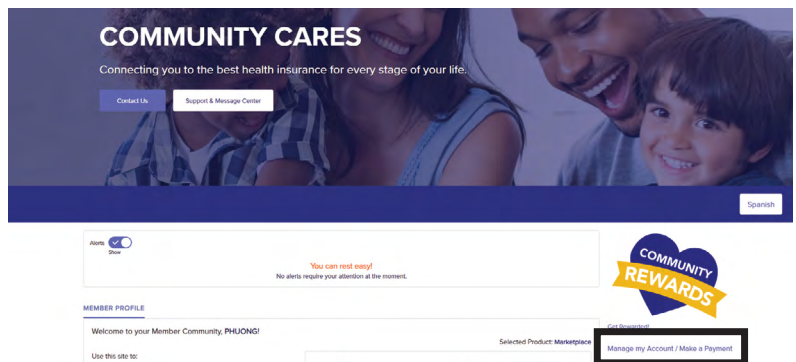 COMMUNITY CARES
Connecting you to the best health insurance for every stage of your life.
Contact Us
Support & Message Center
Spanish
Alerts
Show
You can rest easy!
No alerts require your attention at the moment.
COMMUNITY
REWARDS
MEMBER PROFILE
Get Rewarded!
Welcome to your Member Community, PHUONG!
Selected Product: Marketplace
Manage my Account / Make a Payment
Use this site to: